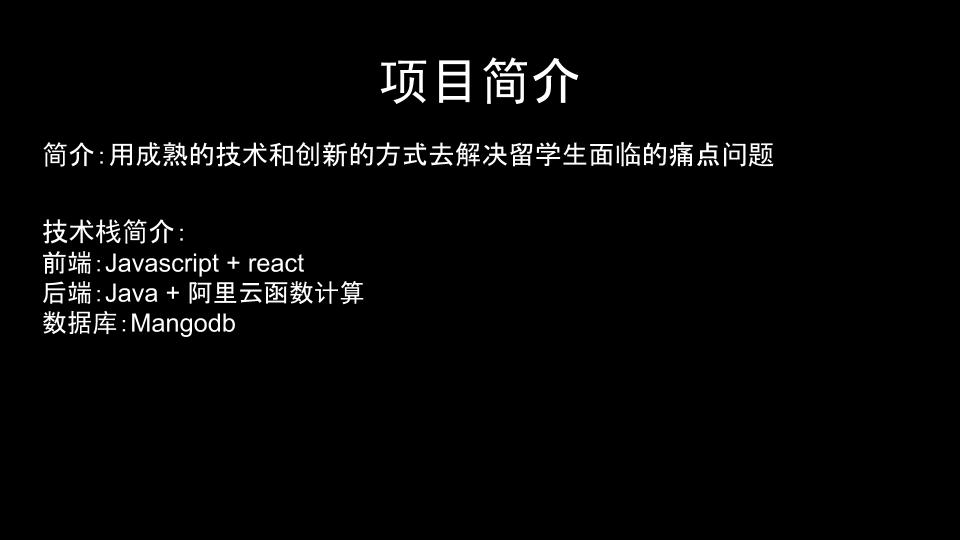 项目简介
简介：用成熟的技术和创新的方式去解决留学生面临的痛点问题
技术栈简介：
前端：Javascript + react
后端：Java + 阿里云函数计算
数据库：Mangodb